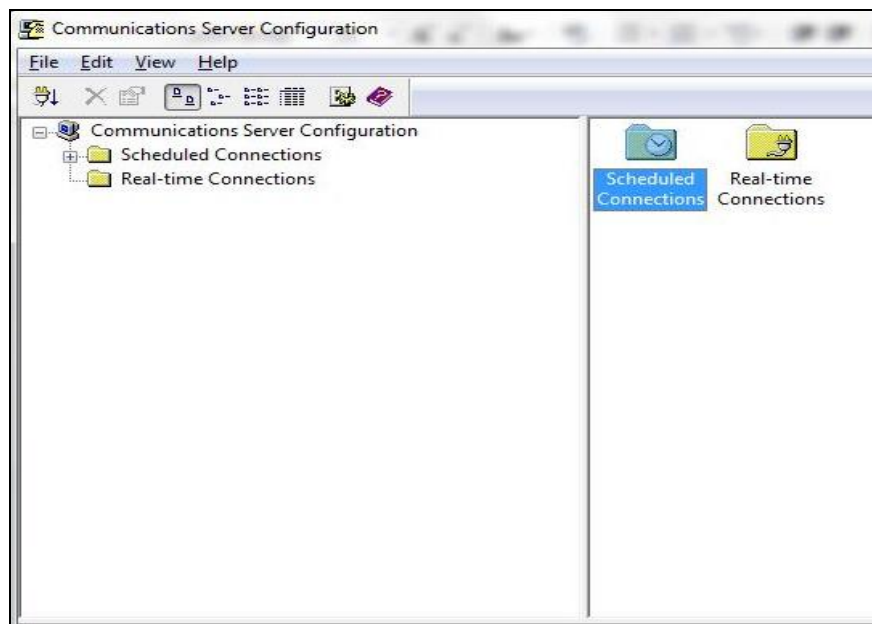 Communications Server Configuration
File Edit View Help
Communications Server Configuration
Scheduled Connections
Real-time Connections
Scheduled Connections
Real-time Connections